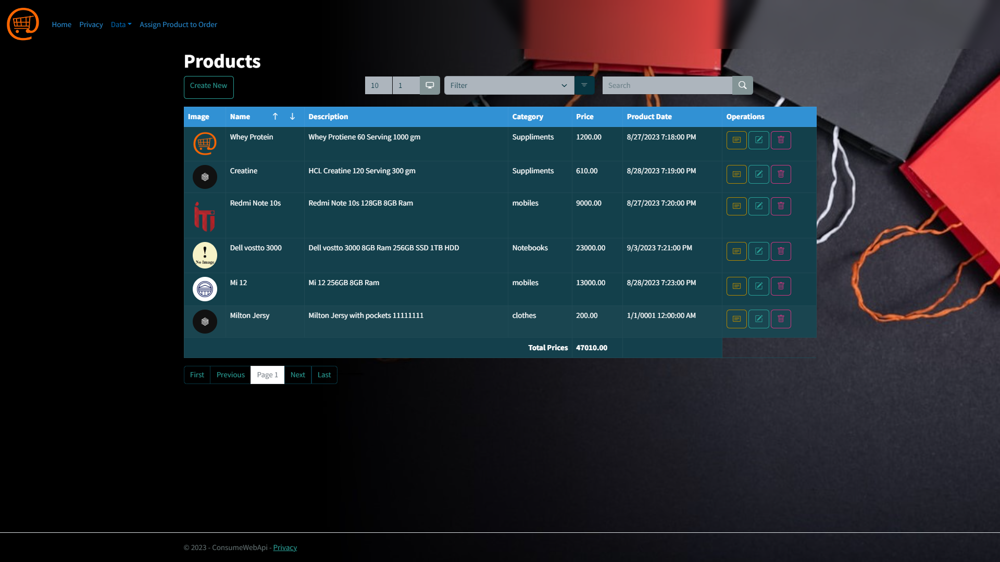 Home Privacy Data Assign Product to Order
Products
Create New 10 1 Filter Search
Image Name Description Category Price Product Date Operations
Whey Protein Whey Protiene 60 Serving 1000 gm Suppliments 1200.00 8/27/2023 7:18:00 PM
Creatine HCL Creatine 120 Serving 300 gm Suppliments 610.00 8/28/2023 7:19:00 PM
Redmi Note 10s Redmi Note 10s 128GB 8GB Ram mobiles 9000.00 8/27/2023 7:20:00 PM
No Image Dell vostto 3000 Dell vostto 3000 8GB Ram 256GB SSD 1TB HDD Notebooks 23000.00 9/3/2023 7:21:00 PM
Mi 12 Mi 12 256GB 8GB Ram mobiles 13000.00 8/28/2023 7:23:00 PM
Milton Jersy Milton Jersy with pockets 11111111 clothes 200.00 1/1/0001 12:00:00 AM
Total Prices 47010.00
First Previous Page 1 Next Last
© 2023 - ConsumeWebApi - Privacy